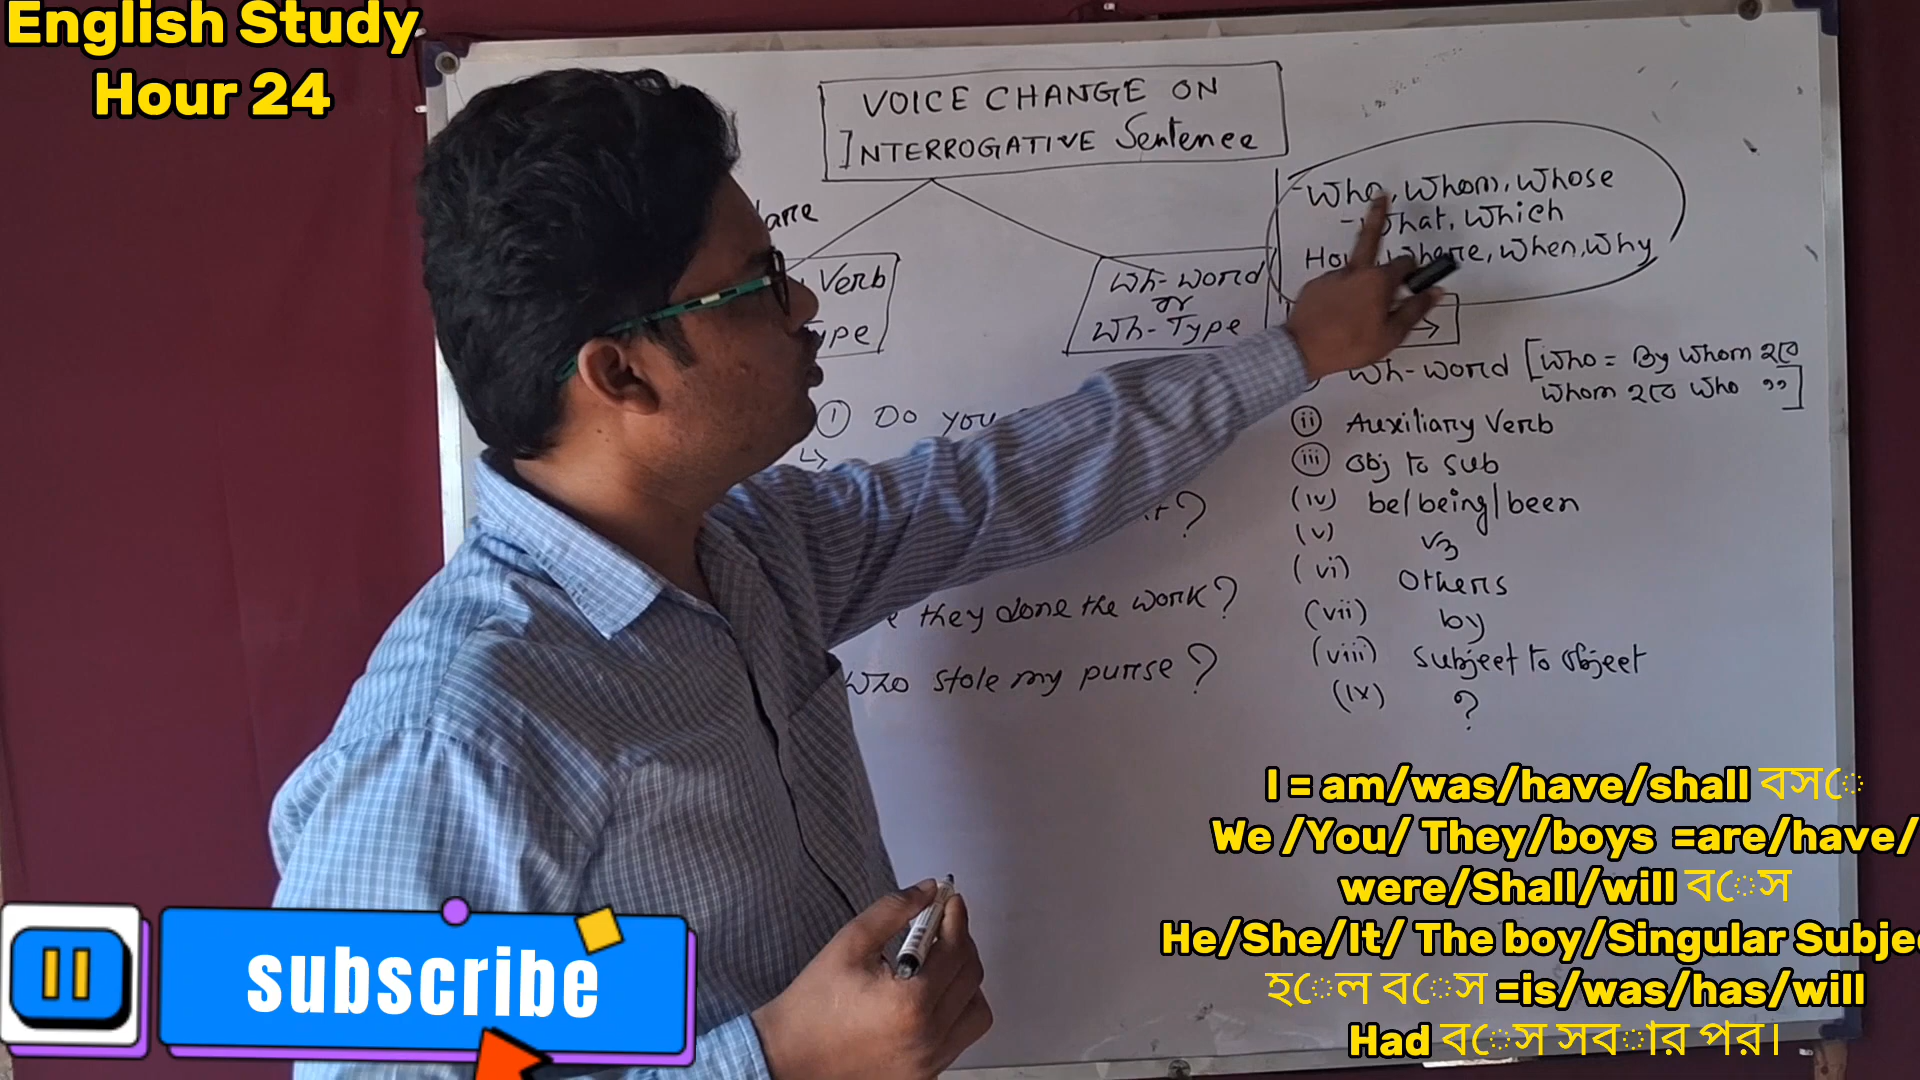 English Study
Hour 24
VOICE CHANGE ON
INTERROGATIVE Sentence
Verb
Wh-word
or
Wh-Type
- Who, Whom, Whose
- What, Which
How, Where, When, Why
Wh-word [Who = By whom হবে
Whom হবে Who ”]
(ii) Auxiliary Verb
(iii) Obj to sub
(iv) be/being/been
(v) V3
(vi) Others
(vii) by
(viii) Subject to Object
(ix) ?
(1) Do you
they done the work?
Who stole my purse?
I = am/was/have/shall বসে
We /You/ They/boys =are/have/
were/Shall/will বেস
He/She/It/ The boy/Singular Subje
হেল বেস =is/was/has/will
Had বেস সবার পর।
subscribe